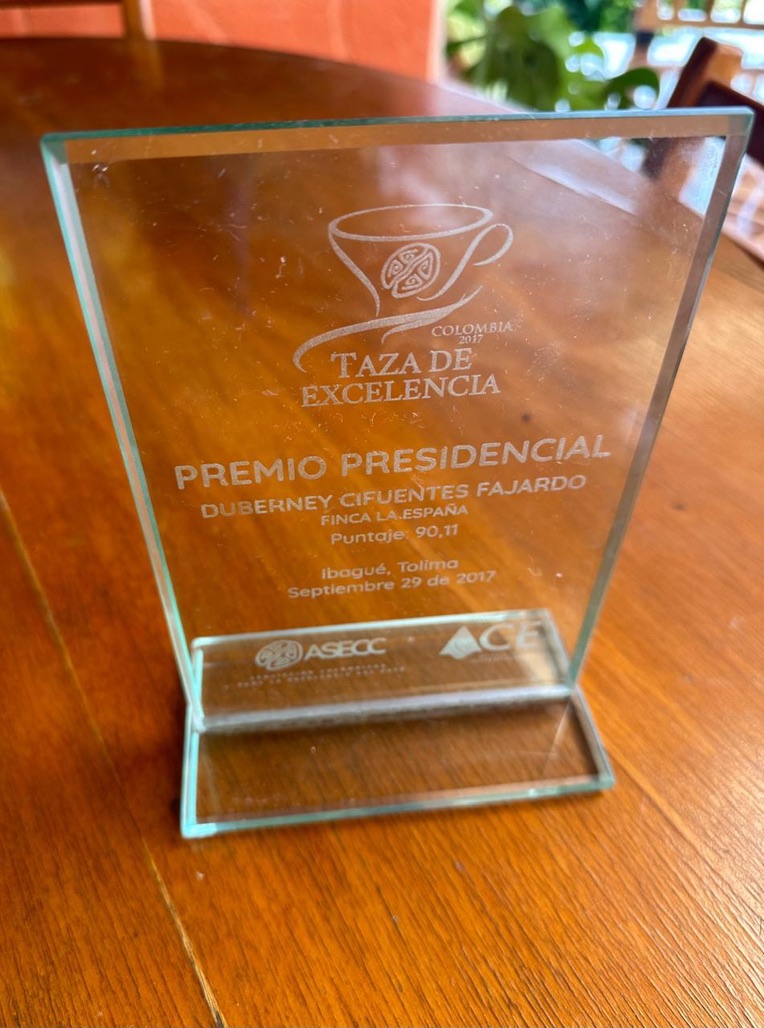 COLOMBIA
2017
TAZA DE
EXCELENCIA
PREMIO PRESIDENCIAL
DUBERNEY CIFUENTES FAJARDO
FINCA LA ESPAÑA
Puntaje: 90,11
Ibagué, Tolima
Septiembre 29 de 2017
ASECC
ACE